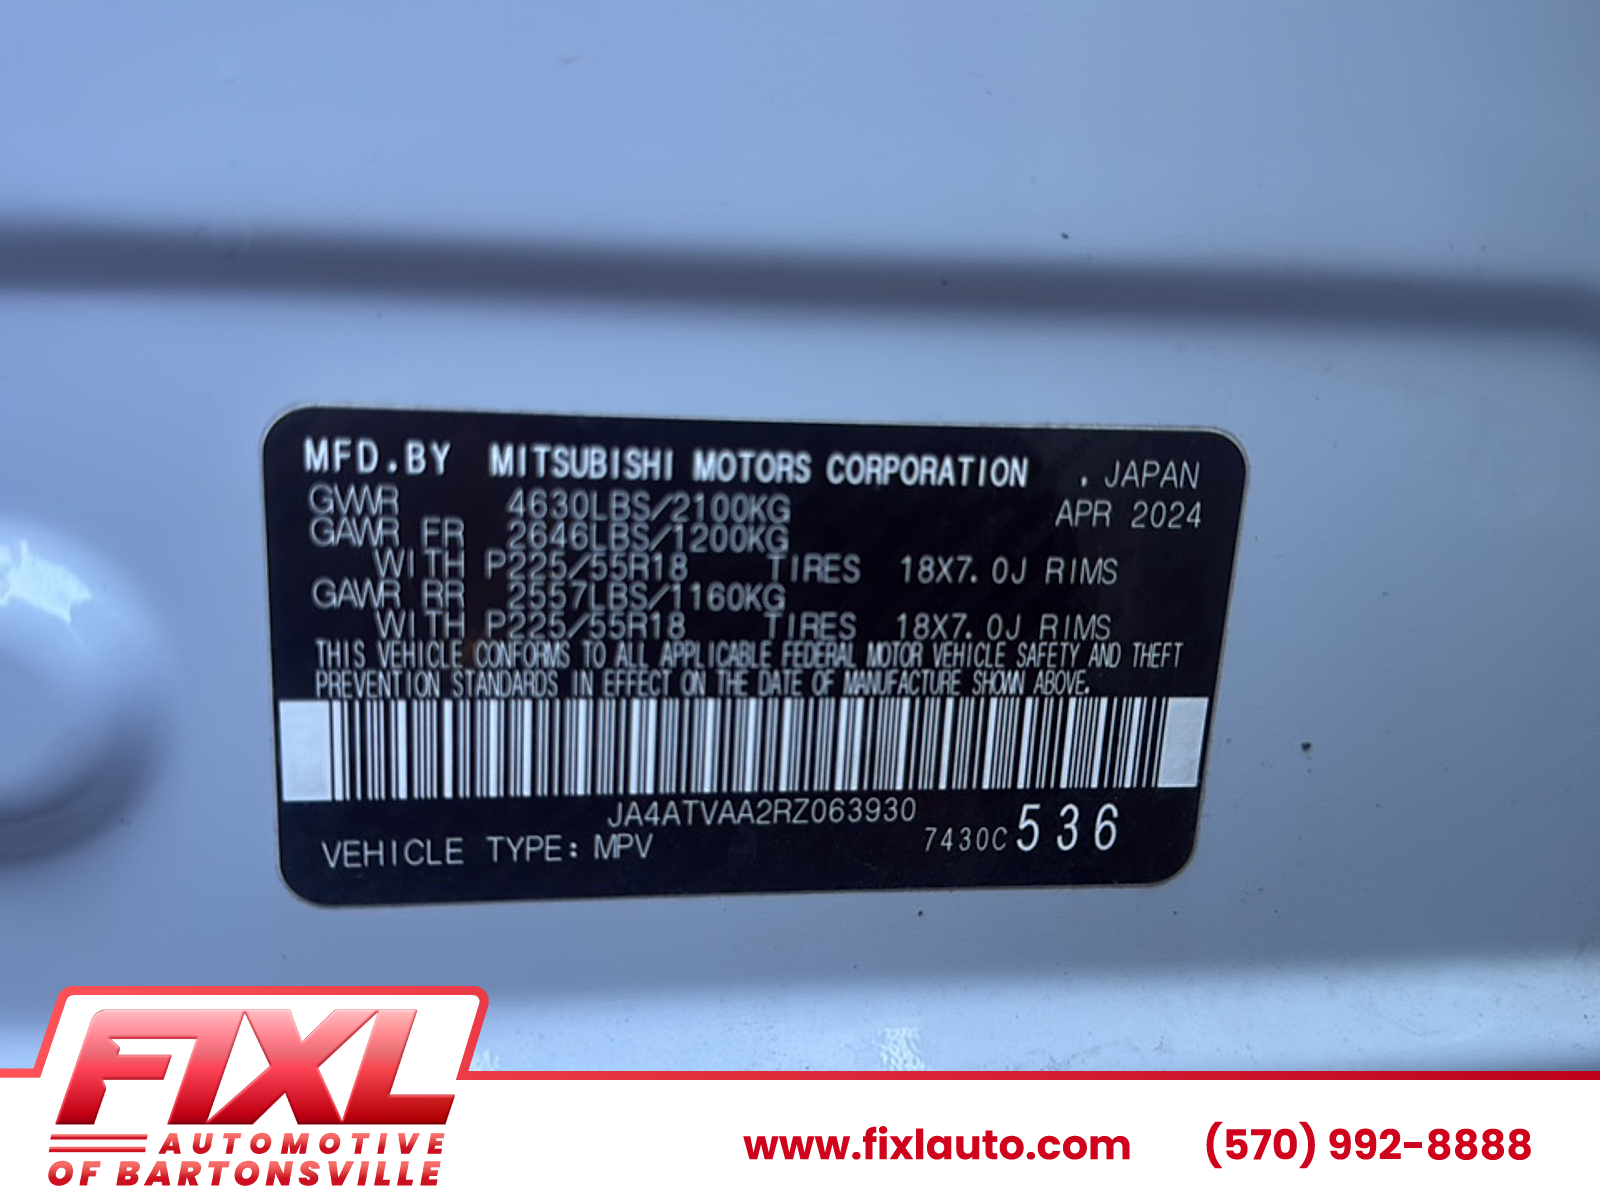 MFD.BY MITSUBISHI MOTORS CORPORATION . JAPAN
GVWR 4630LBS/2100KG APR 2024
GAWR FR 2646LBS/1200KG
WITH P225/55R18 TIRES 18X7.0J RIMS
GAWR RR 2557LBS/1160KG
WITH P225/55R18 TIRES 18X7.0J RIMS
THIS VEHICLE CONFORMS TO ALL APPLICABLE FEDERAL MOTOR VEHICLE SAFETY AND THEFT
PREVENTION STANDARDS IN EFFECT ON THE DATE OF MANUFACTURE SHOWN ABOVE.
JA4ATVAA2RZ063930
VEHICLE TYPE: MPV 7430C 536
FIXL
AUTOMOTIVE
OF BARTONSVILLE
www.fixlauto.com (570) 992-8888